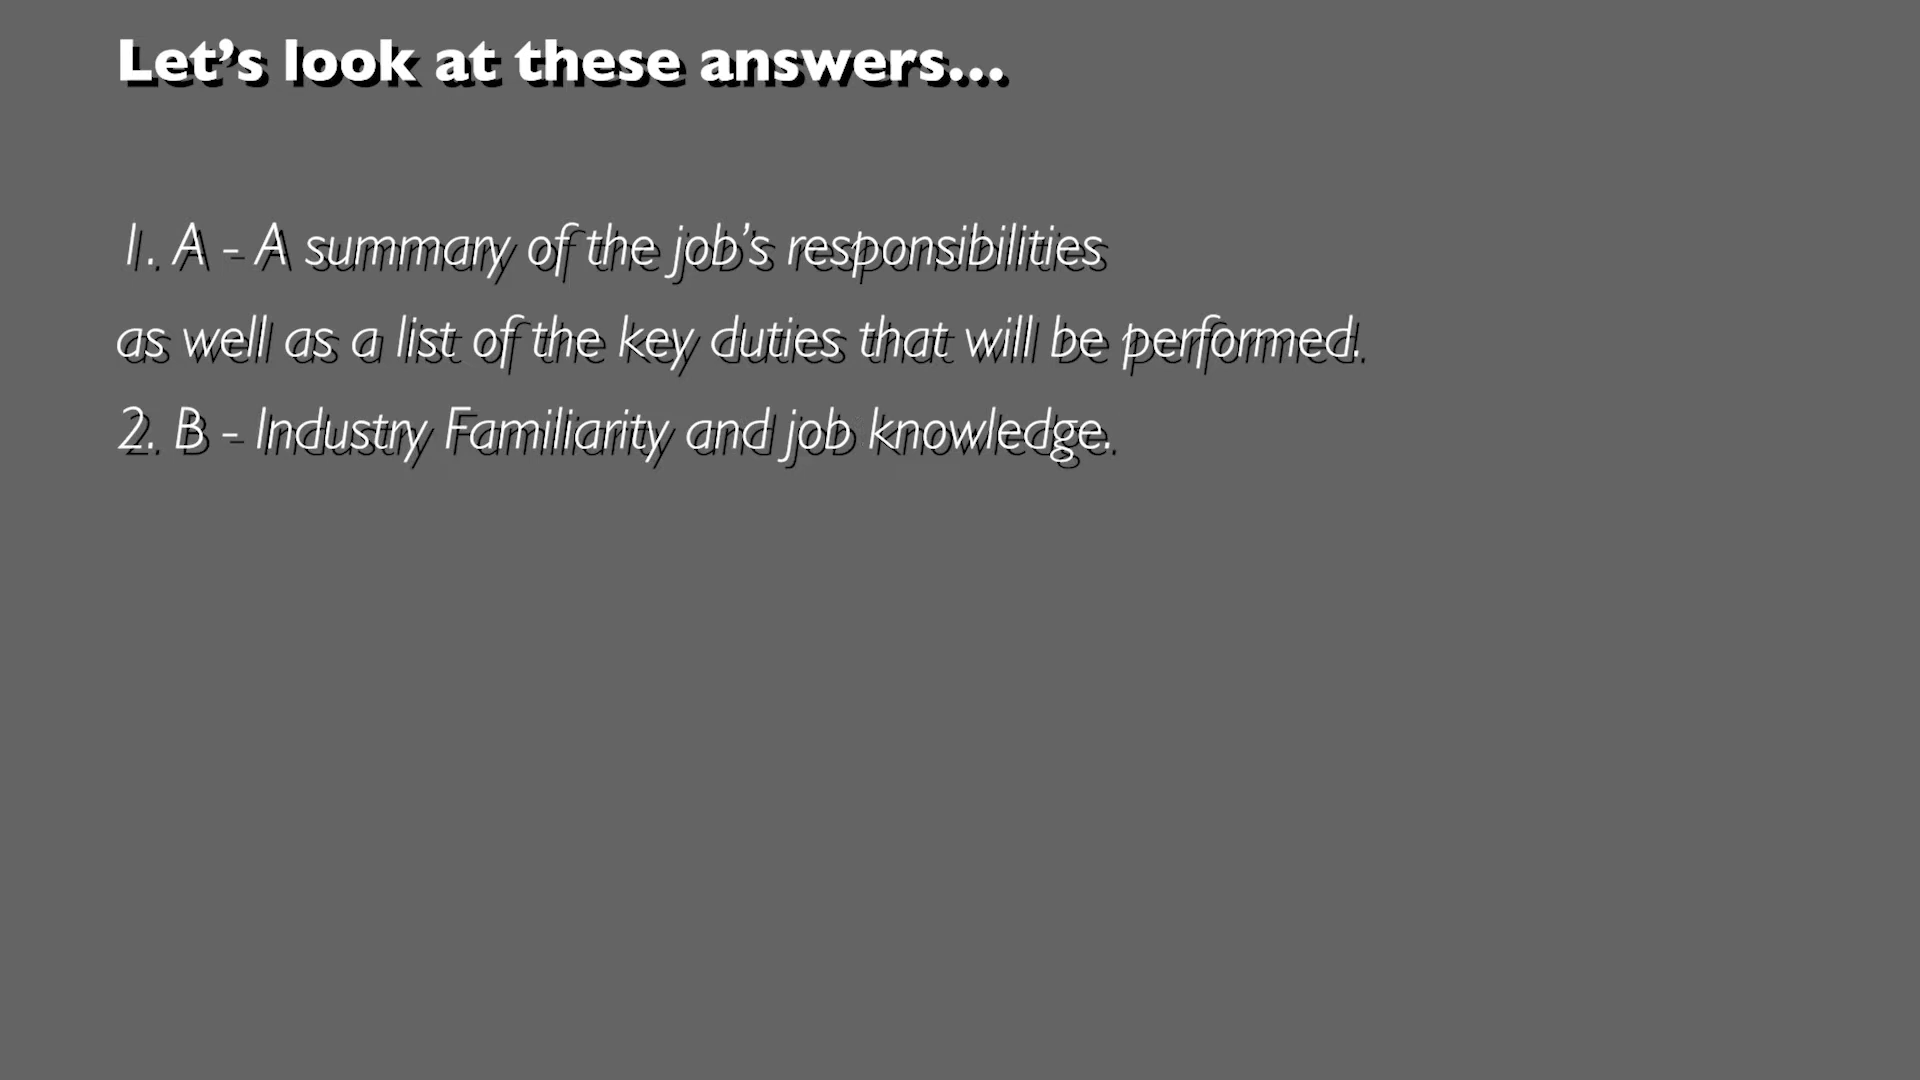 Let’s look at these answers...
1. A - A summary of the job’s responsibilities
as well as a list of the key duties that will be performed.
2. B - Industry Familiarity and job knowledge.